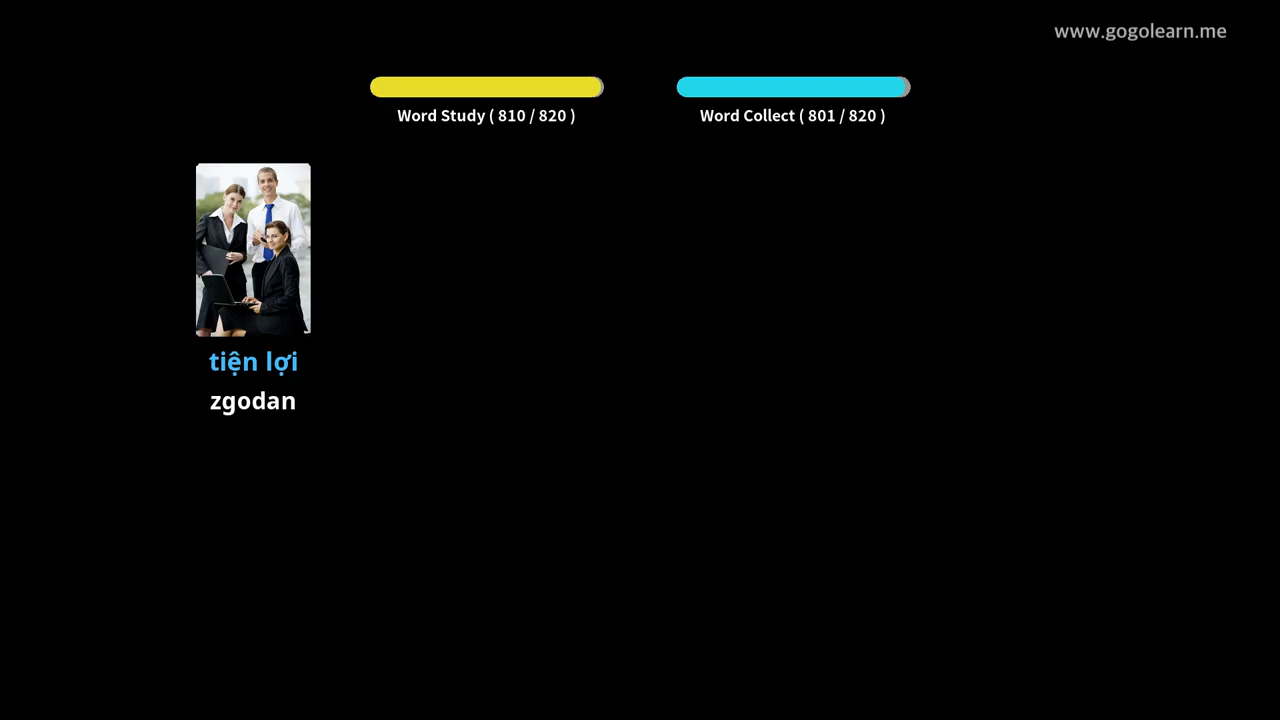 www.gogolearn.me
Word Study ( 810 / 820 )
Word Collect ( 801 / 820 )
tiện lợi
zgodan